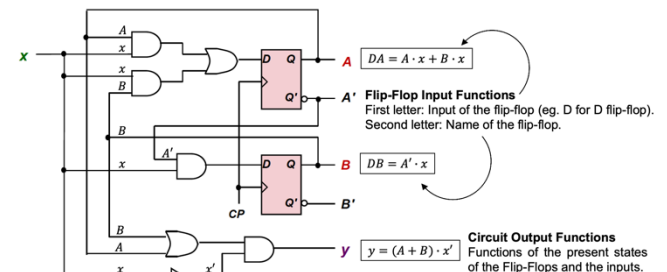 A
x
x
x
B
D Q
Q'
A
DA = A · x + B · x
A'
Flip-Flop Input Functions
First letter: Input of the flip-flop (eg. D for D flip-flop).
Second letter: Name of the flip-flop.
B
A'
x
D Q
Q'
B
DB = A' · x
B'
CP
B
A
y
y = (A + B) · x'
Circuit Output Functions
Functions of the present states
of the Flip-Flops and the inputs.
x
x'